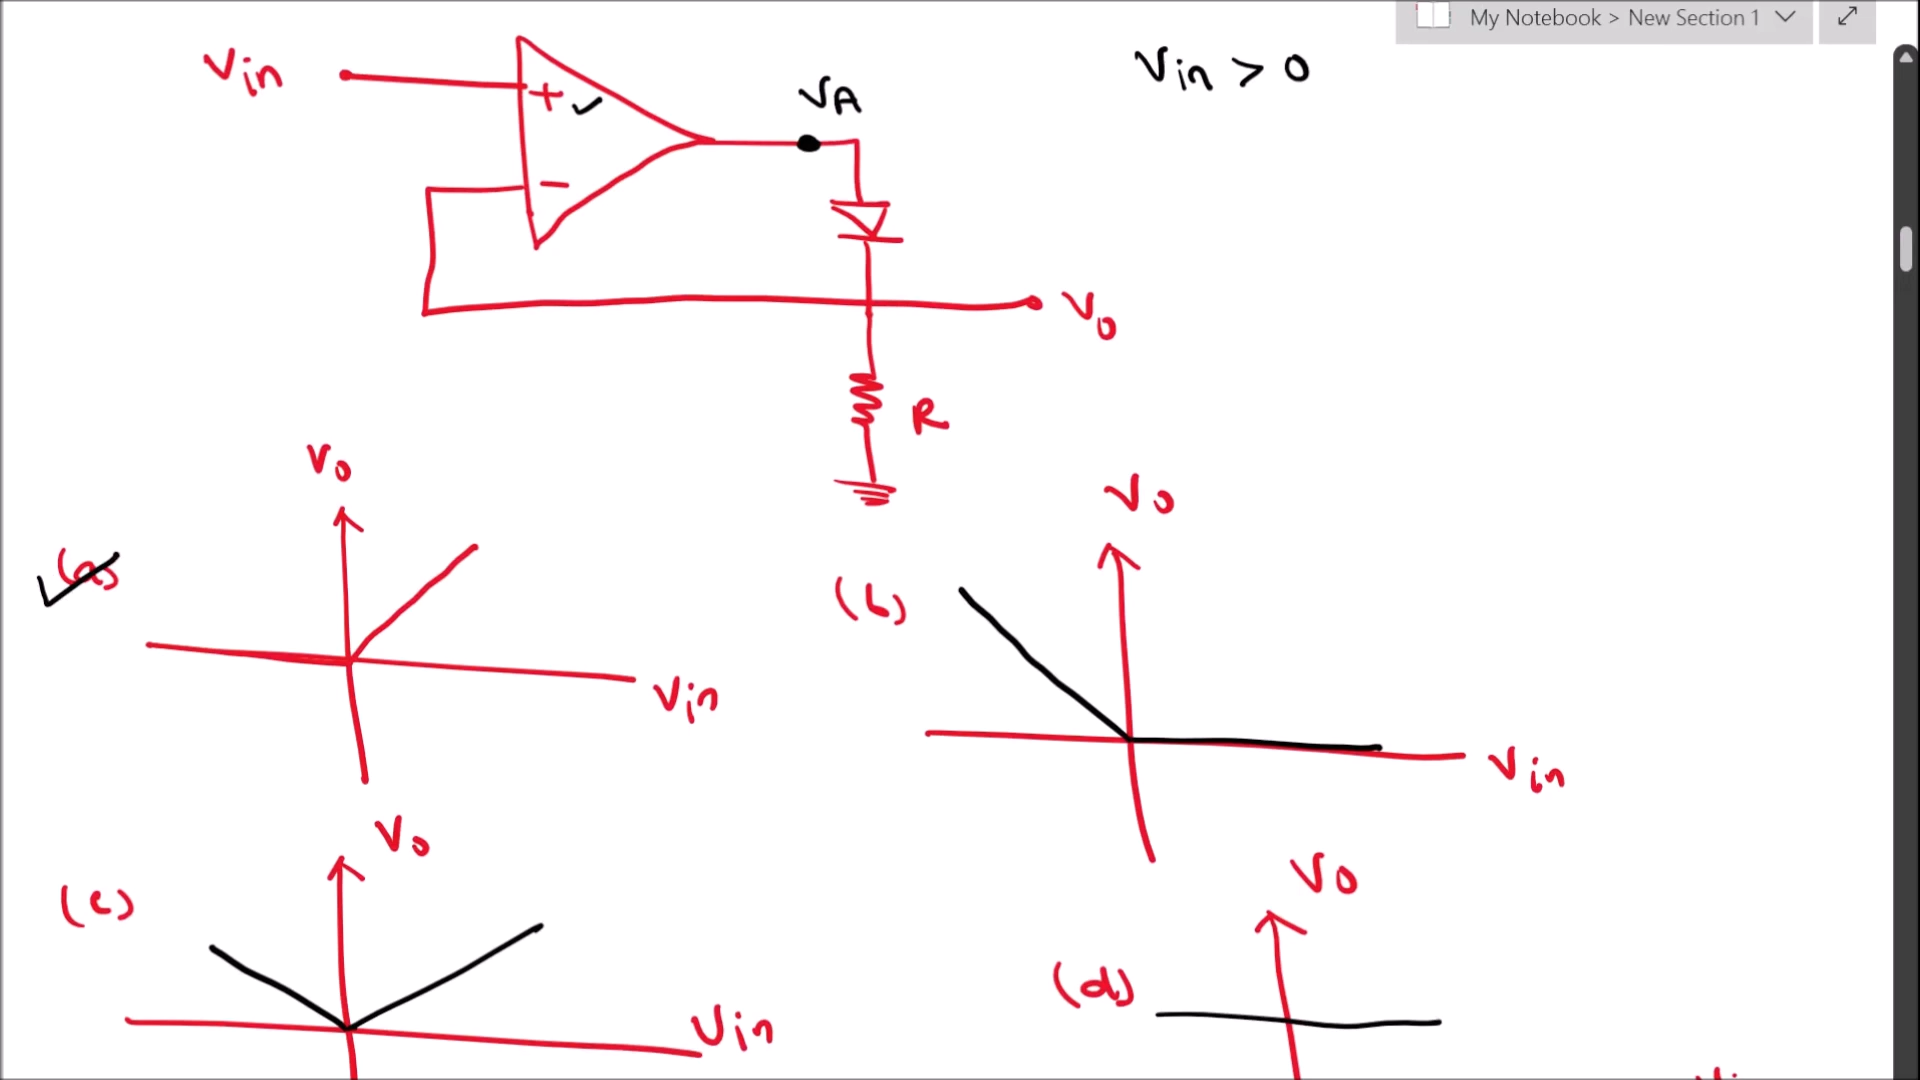 My Notebook > New Section 1
Vin
+
VA
Vin > 0
-
Vo
R
Vo
(a)
Vin
Vo
(b)
Vin
Vo
(c)
Vin
Vo
(d)